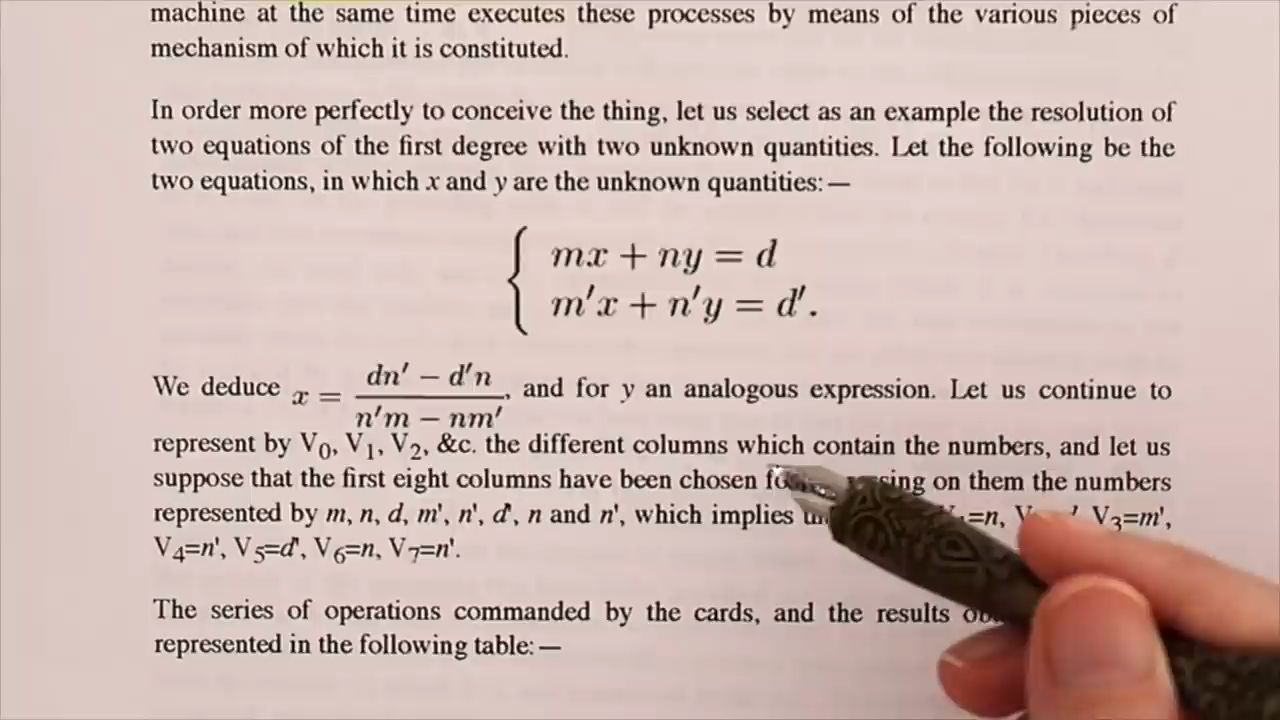 machine at the same time executes these processes by means of the various pieces of
mechanism of which it is constituted.
In order more perfectly to conceive the thing, let us select as an example the resolution of
two equations of the first degree with two unknown quantities. Let the following be the
two equations, in which x and y are the unknown quantities:—
mx + ny = d
m'x + n'y = d'.
We deduce x = (dn' − d'n)/(n'm − nm'), and for y an analogous expression. Let us continue to
represent by V₀, V₁, V₂, &c. the different columns which contain the numbers, and let us
suppose that the first eight columns have been chosen on them the numbers
represented by m, n, d, m', n', d', n and n', which implies =n, V₃=m',
V₄=n', V₅=d', V₆=n, V₇=n'.
The series of operations commanded by the cards, and the results
represented in the following table:—